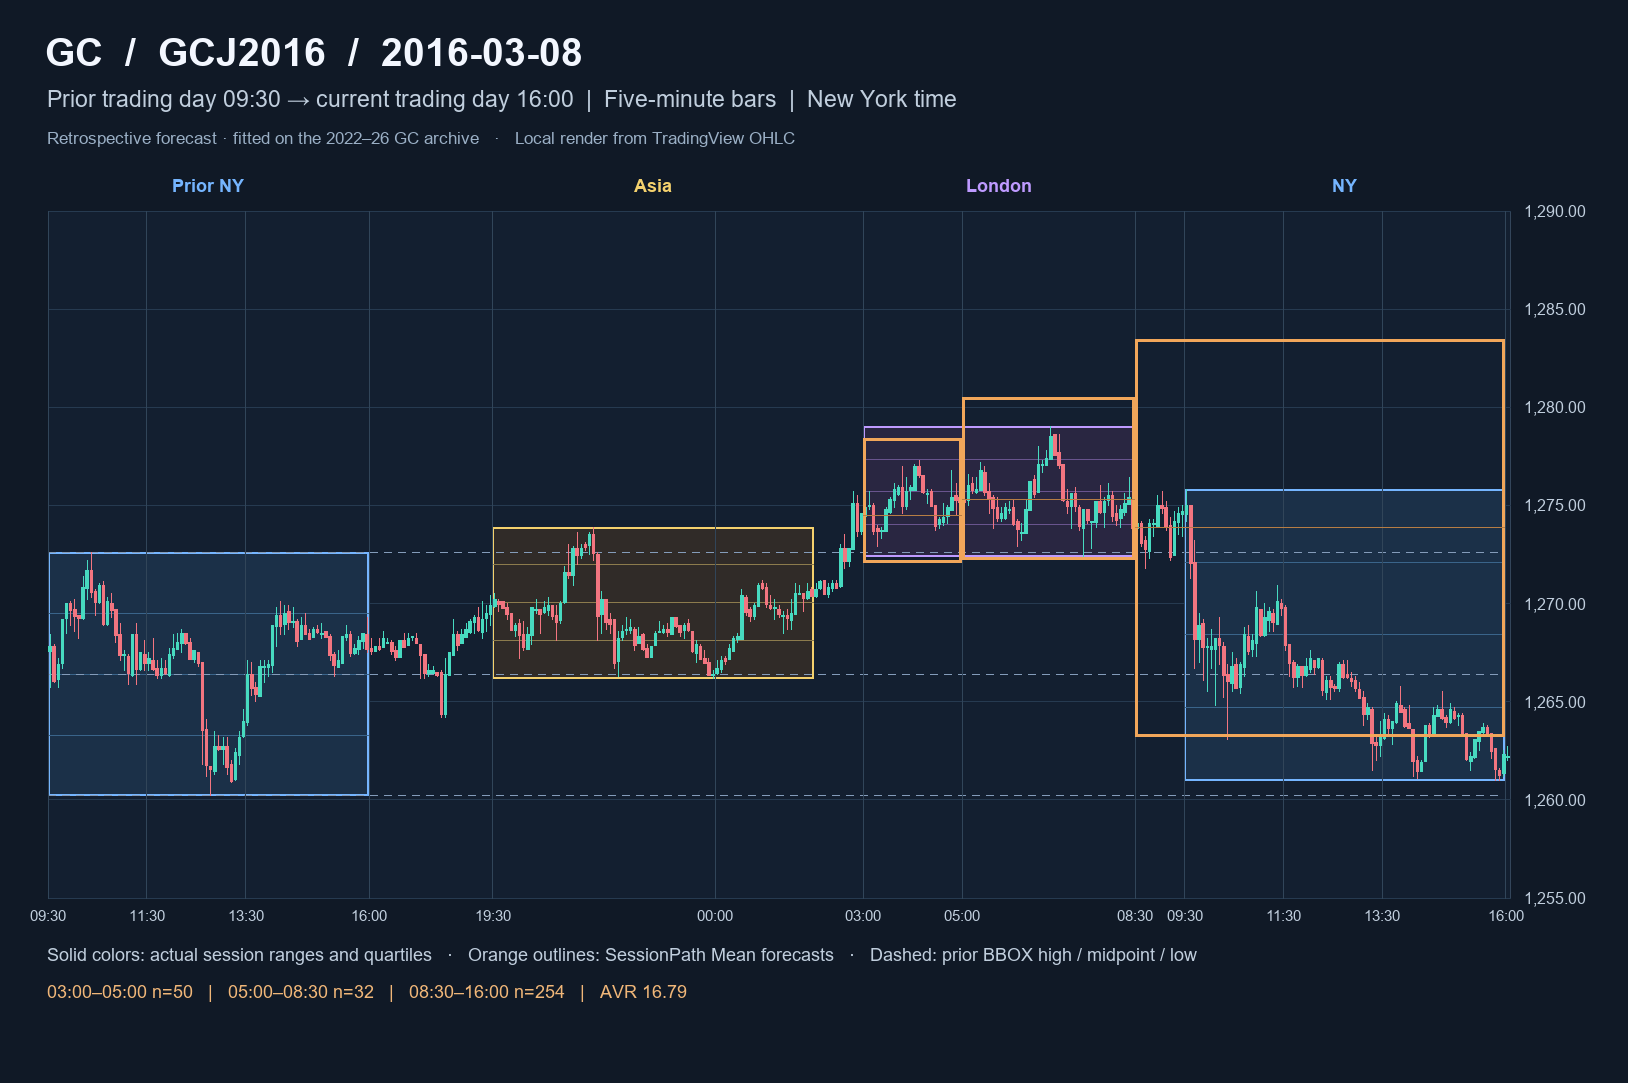 GC / GCJ2016 / 2016-03-08
Prior trading day 09:30 → current trading day 16:00 | Five-minute bars | New York time
Retrospective forecast · fitted on the 2022–26 GC archive · Local render from TradingView OHLC
Prior NY Asia London NY
1,290.00
1,285.00
1,280.00
1,275.00
1,270.00
1,265.00
1,260.00
1,255.00
09:30 11:30 13:30 16:00 19:30 00:00 03:00 05:00 08:30 09:30 11:30 13:30 16:00
Solid colors: actual session ranges and quartiles · Orange outlines: SessionPath Mean forecasts · Dashed: prior BBOX high / midpoint / low
03:00–05:00 n=50 | 05:00–08:30 n=32 | 08:30–16:00 n=254 | AVR 16.79